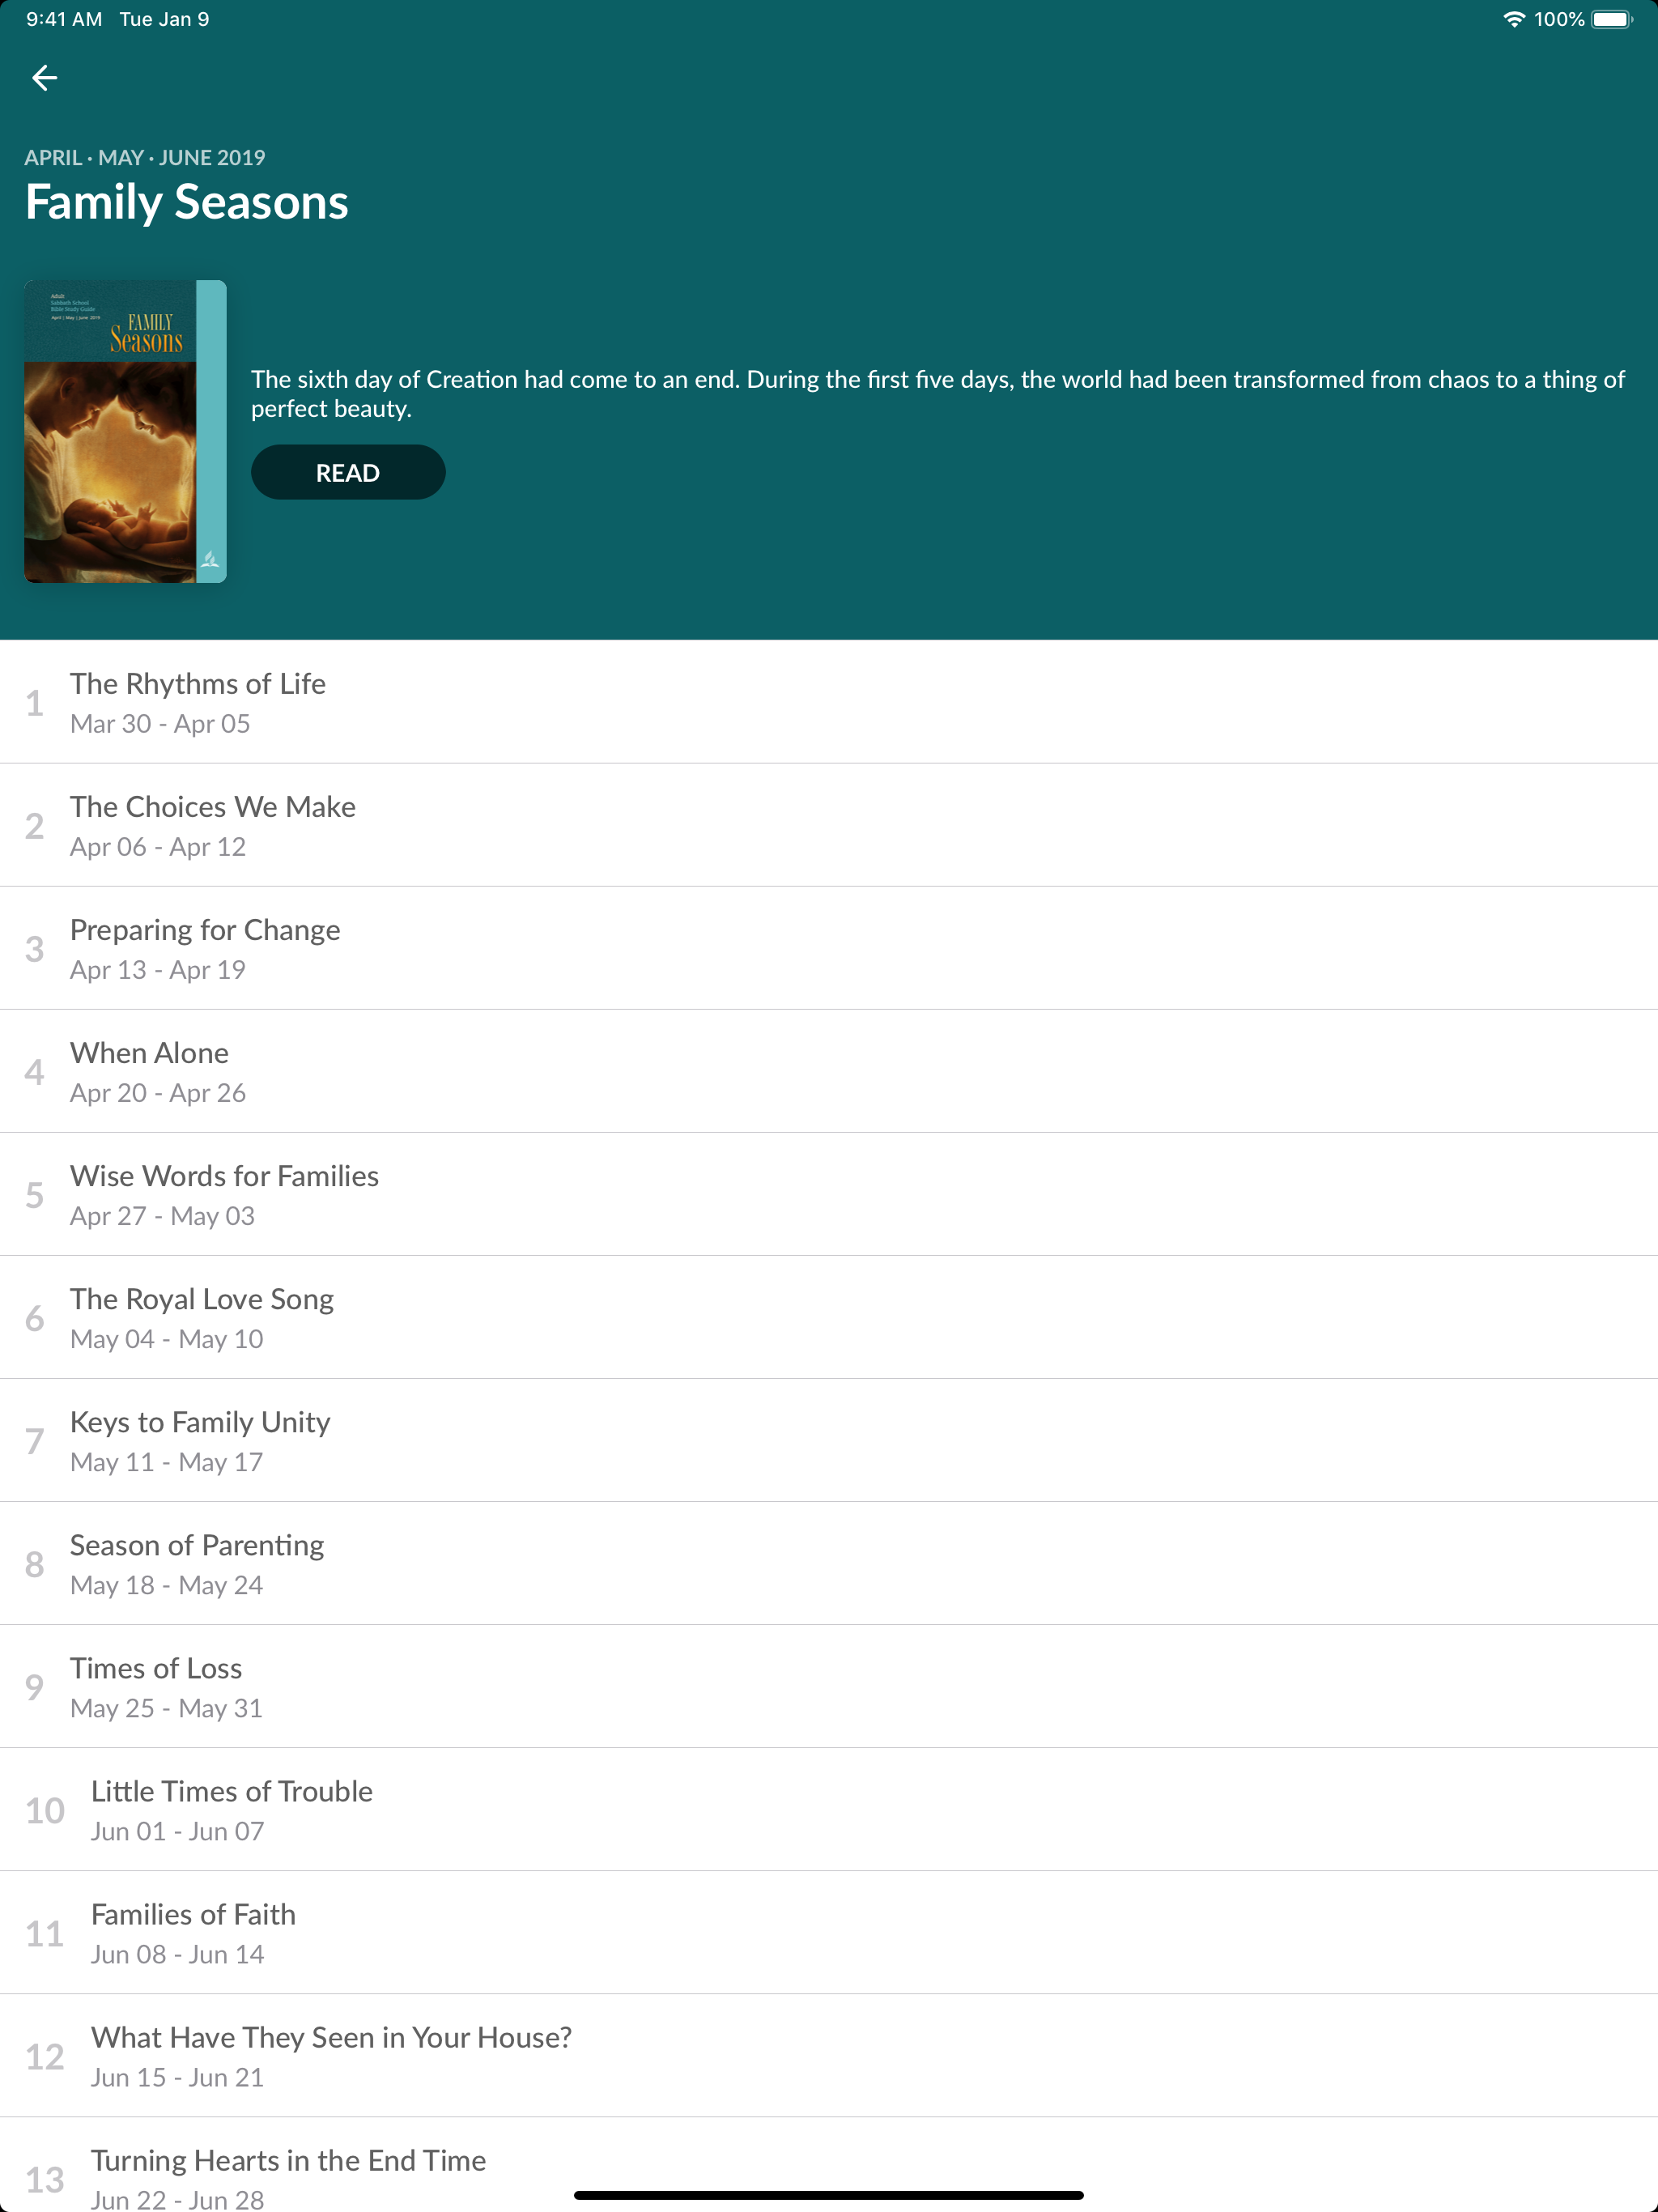 9:41 AM Tue Jan 9 100%
APRIL · MAY · JUNE 2019
Family Seasons
Adult
Sabbath School
Bible Study Guide
April | May | June 2019
FAMILY
Seasons
The sixth day of Creation had come to an end. During the first five days, the world had been transformed from chaos to a thing of
perfect beauty.
READ
1
The Rhythms of Life
Mar 30 - Apr 05
2
The Choices We Make
Apr 06 - Apr 12
3
Preparing for Change
Apr 13 - Apr 19
4
When Alone
Apr 20 - Apr 26
5
Wise Words for Families
Apr 27 - May 03
6
The Royal Love Song
May 04 - May 10
7
Keys to Family Unity
May 11 - May 17
8
Season of Parenting
May 18 - May 24
9
Times of Loss
May 25 - May 31
10
Little Times of Trouble
Jun 01 - Jun 07
11
Families of Faith
Jun 08 - Jun 14
12
What Have They Seen in Your House?
Jun 15 - Jun 21
13
Turning Hearts in the End Time
Jun 22 - Jun 28